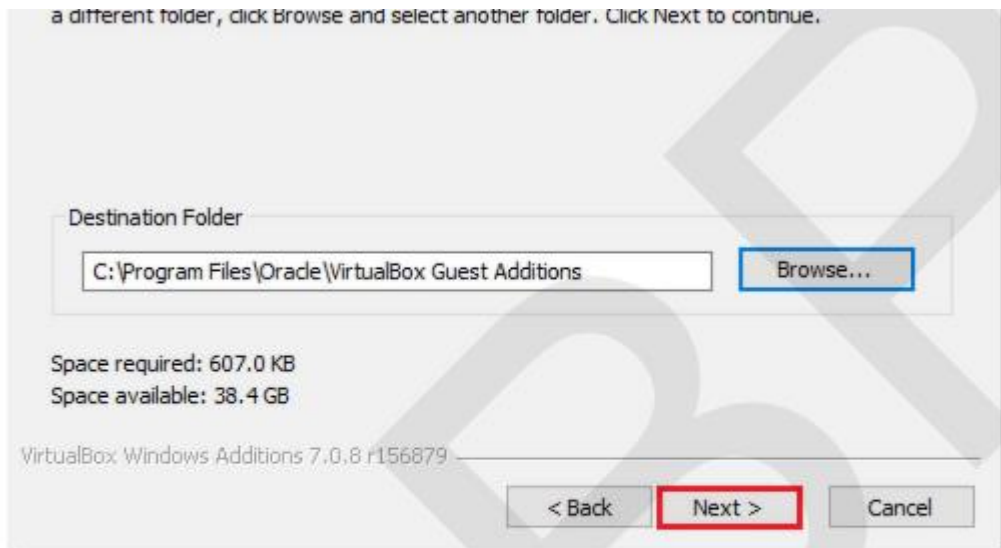 a different folder, click Browse and select another folder. Click Next to continue.
Destination Folder
C:\Program Files\Oracle\VirtualBox Guest Additions
Browse...
Space required: 607.0 KB
Space available: 38.4 GB
VirtualBox Windows Additions 7.0.8 r156879
< Back Next > Cancel